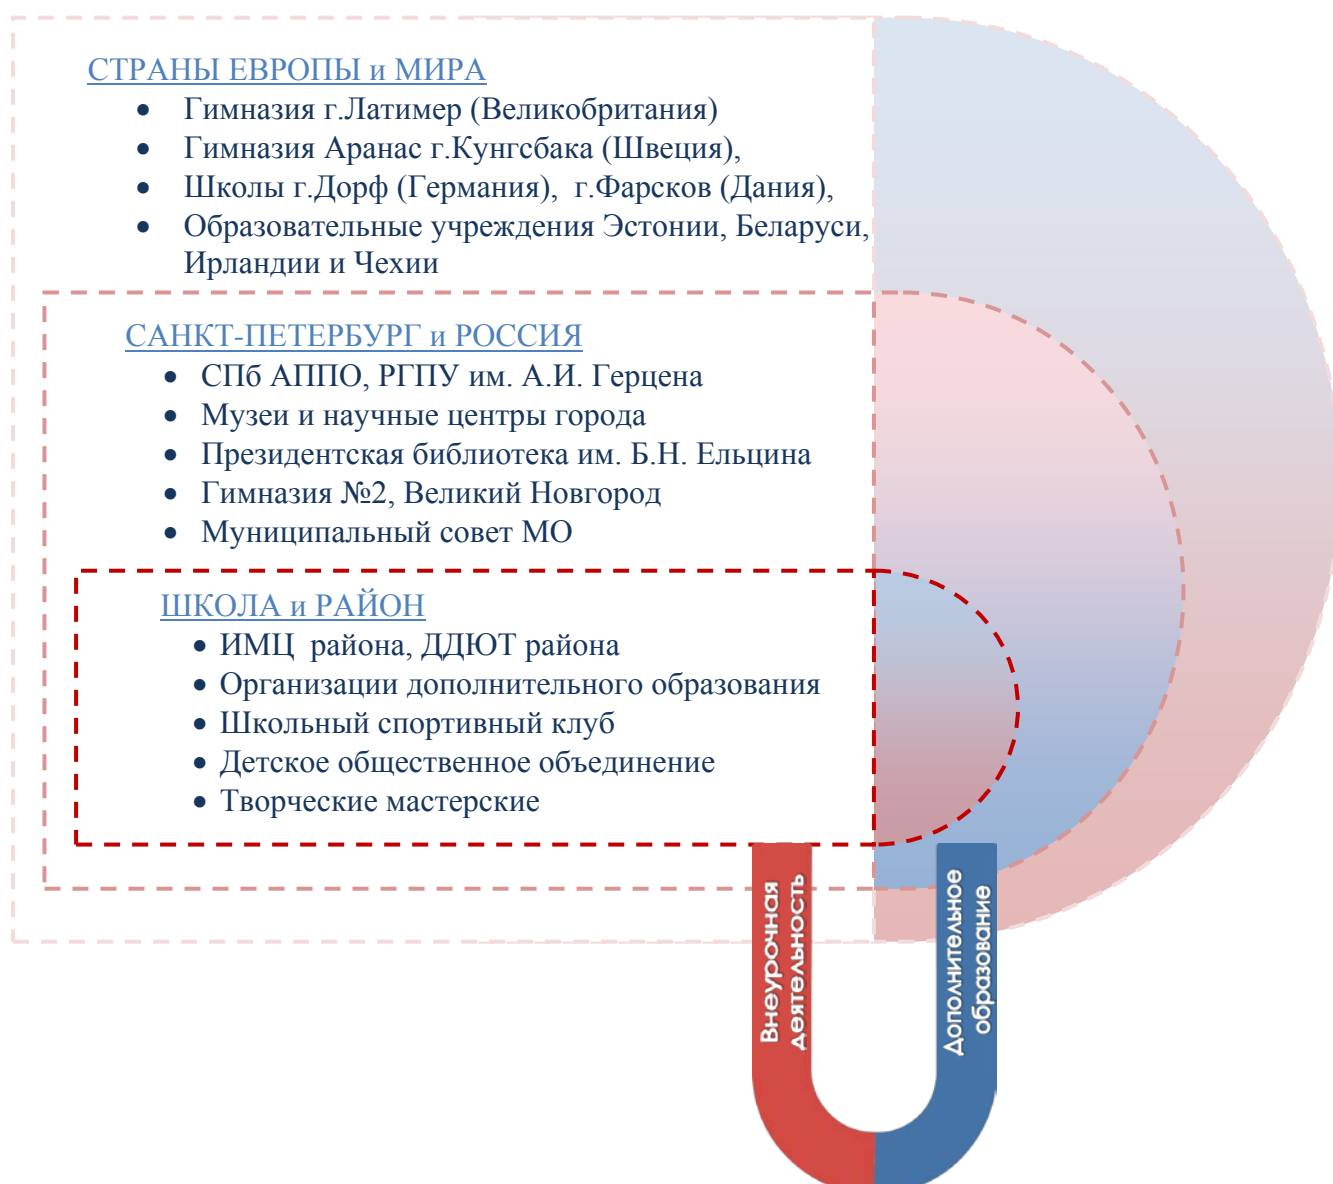 СТРАНЫ ЕВРОПЫ и МИРА
• Гимназия г.Латимер (Великобритания)
• Гимназия Аранас г.Кунгсбака (Швеция),
• Школы г.Дорф (Германия), г.Фарсков (Дания),
• Образовательные учреждения Эстонии, Беларуси,
Ирландии и Чехии
САНКТ-ПЕТЕРБУРГ и РОССИЯ
• СПб АППО, РГПУ им. А.И. Герцена
• Музеи и научные центры города
• Президентская библиотека им. Б.Н. Ельцина
• Гимназия №2, Великий Новгород
• Муниципальный совет МО
ШКОЛА и РАЙОН
• ИМЦ района, ДДЮТ района
• Организации дополнительного образования
• Школьный спортивный клуб
• Детское общественное объединение
• Творческие мастерские
Внеурочная
деятельность
Дополнительное
образование